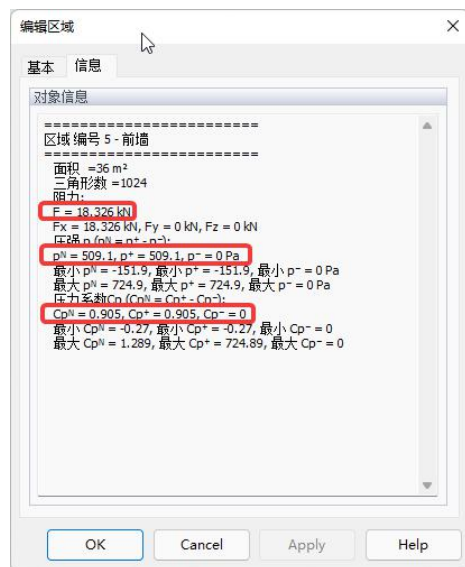 编辑区域
基本 信息
对象信息
=========================
区域 编号 5 - 前墙
=========================
面积 =36 m²
三角形数 =1024
阻力:
F = 18.326 kN
Fx = 18.326 kN, Fy = 0 kN, Fz = 0 kN
压强 p (pᴺ = p⁺ - p⁻):
pᴺ = 509.1, p⁺ = 509.1, p⁻ = 0 Pa
最小 pᴺ = -151.9, 最小 p⁺ = -151.9, 最小 p⁻ = 0 Pa
最大 pᴺ = 724.9, 最大 p⁺ = 724.9, 最大 p⁻ = 0 Pa
压力系数Cp (Cpᴺ = Cp⁺ - Cp⁻):
Cpᴺ = 0.905, Cp⁺ = 0.905, Cp⁻ = 0
最小 Cpᴺ = -0.27, 最小 Cp⁺ = -0.27, 最小 Cp⁻ = 0
最大 Cpᴺ = 1.289, 最大 Cp⁺ = 724.89, 最大 Cp⁻ = 0
OK Cancel Apply Help